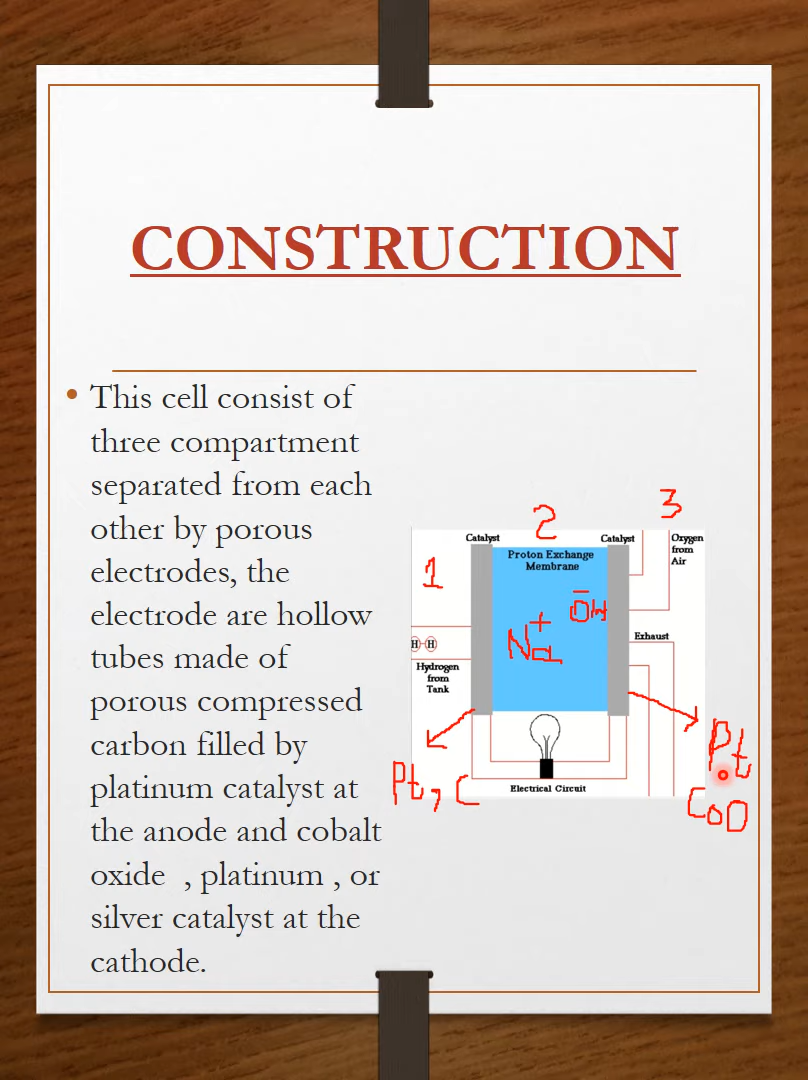 CONSTRUCTION
• This cell consist of
three compartment
separated from each
other by porous
electrodes, the
electrode are hollow
tubes made of
porous compressed
carbon filled by
platinum catalyst at
the anode and cobalt
oxide , platinum , or
silver catalyst at the
cathode.
1
2
3
Catalyst
Catalyst
Proton Exchange
Membrane
Oxygen
from
Air
Na+
H H
Hydrogen
from
Tank
Exhaust
Pt, C
Pt
CoO
Electrical Circuit